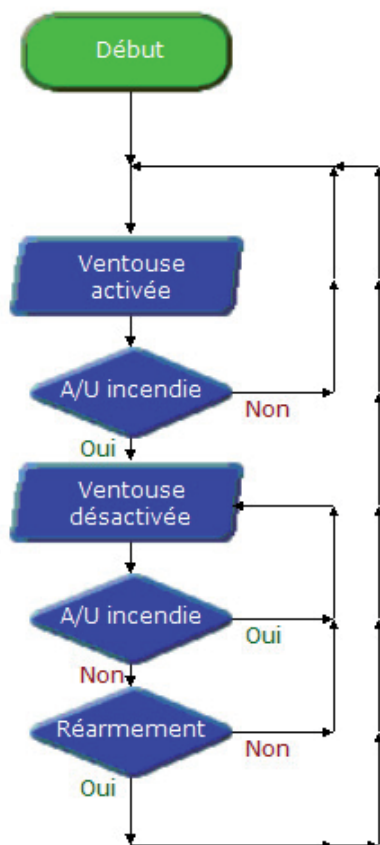 Début
Ventouse
activée
A/U incendie
Non
Oui
Ventouse
désactivée
A/U incendie
Oui
Non
Réarmement
Non
Oui